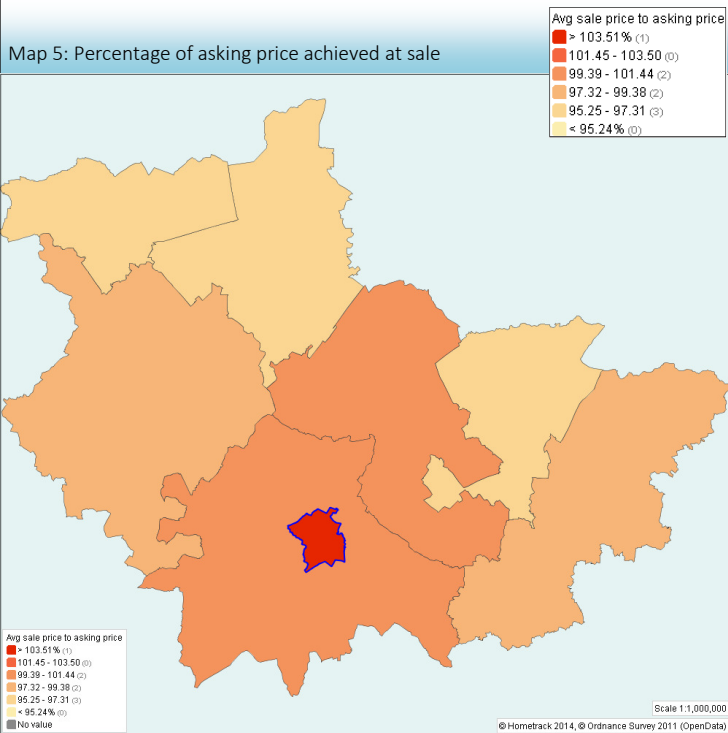 Map 5: Percentage of asking price achieved at sale
Avg sale price to asking price
> 103.51% (1)
101.45 - 103.50 (0)
99.39 - 101.44 (2)
97.32 - 99.38 (2)
95.25 - 97.31 (3)
< 95.24% (0)
Avg sale price to asking price
> 103.51% (1)
101.45 - 103.50 (0)
99.39 - 101.44 (2)
97.32 - 99.38 (2)
95.25 - 97.31 (3)
< 95.24% (0)
No value
Scale 1:1,000,000
© Hometrack 2014, © Ordnance Survey 2011 (OpenData)